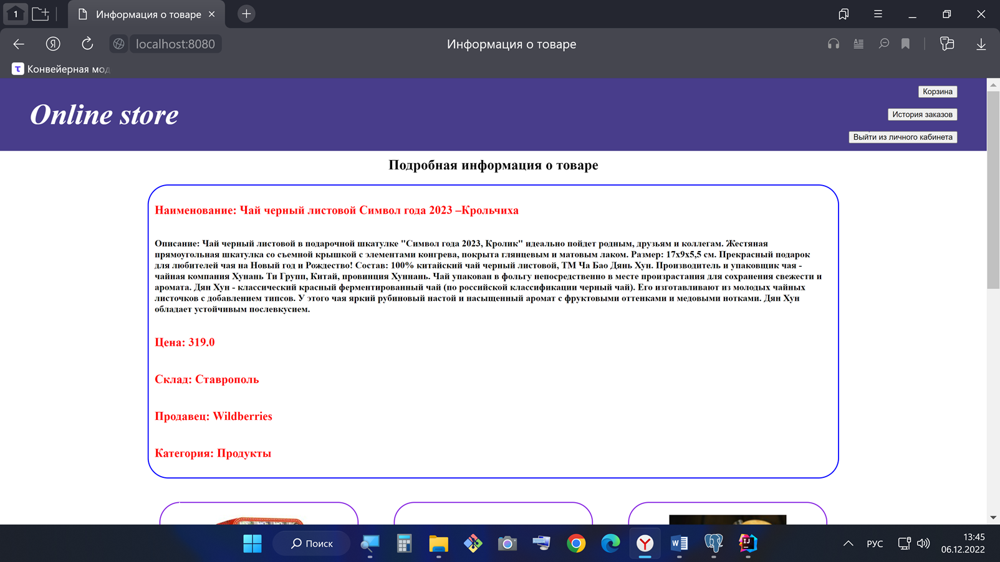 1
Информация о товаре
localhost:8080
Информация о товаре
Конвейерная мод
Online store
Корзина
История заказов
Выйти из личного кабинета
Подробная информация о товаре
Наименование: Чай черный листовой Символ года 2023 –Крольчиха
Описание: Чай черный листовой в подарочной шкатулке "Символ года 2023, Кролик" идеально пойдет родным, друзьям и коллегам. Жестяная
прямоугольная шкатулка со съемной крышкой с элементами конгрева, покрыта глянцевым и матовым лаком. Размер: 17х9х5,5 см. Прекрасный подарок
для любителей чая на Новый год и Рождество! Состав: 100% китайский чай черный листовой, ТМ Ча Бао Дянь Хун. Производитель и упаковщик чая -
чайная компания Хунань Ти Групп, Китай, провинция Хуннань. Чай упакован в фольгу непосредственно в месте произрастания для сохранения свежести и
аромата. Дян Хун - классический красный ферментированный чай (по российской классификации черный чай). Его изготавливают из молодых чайных
листочков с добавлением типсов. У этого чая яркий рубиновый настой и насыщенный аромат с фруктовыми оттенками и медовыми нотками. Дян Хун
обладает устойчивым послевкусием.
Цена: 319.0
Склад: Ставрополь
Продавец: Wildberries
Категория: Продукты
Поиск
РУС
13:45
06.12.2022